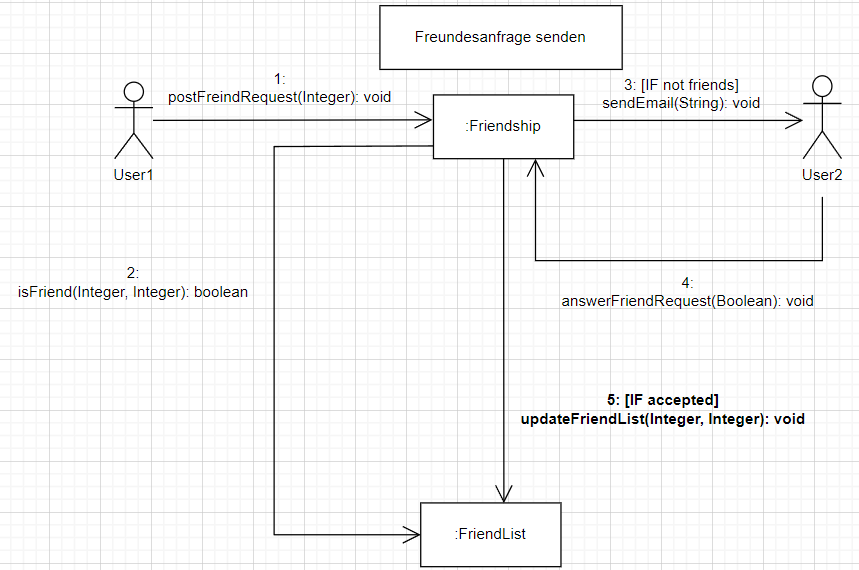 Freundesanfrage senden
1:
postFreindRequest(Integer): void
3: [IF not friends]
sendEmail(String): void
:Friendship
User1
User2
2:
isFriend(Integer, Integer): boolean
4:
answerFriendRequest(Boolean): void
5: [IF accepted]
updateFriendList(Integer, Integer): void
:FriendList